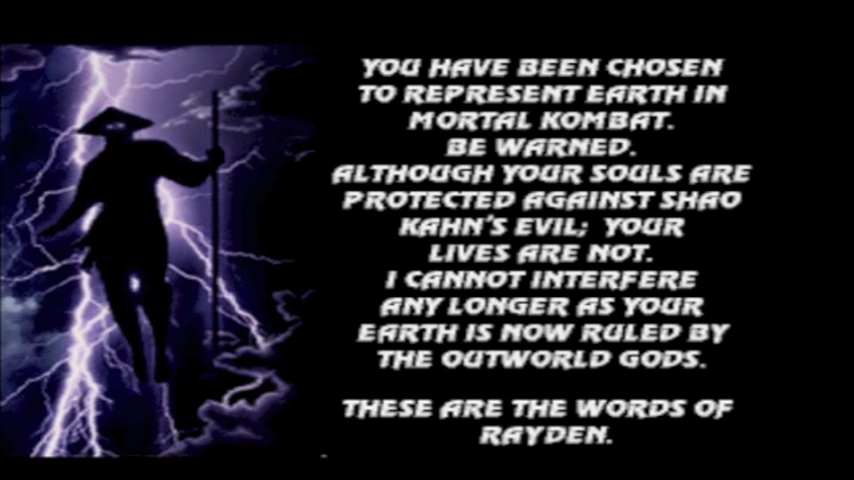 YOU HAVE BEEN CHOSEN
TO REPRESENT EARTH IN
MORTAL KOMBAT.
BE WARNED.
ALTHOUGH YOUR SOULS ARE
PROTECTED AGAINST SHAO
KAHN'S EVIL; YOUR
LIVES ARE NOT.
I CANNOT INTERFERE
ANY LONGER AS YOUR
EARTH IS NOW RULED BY
THE OUTWORLD GODS.
THESE ARE THE WORDS OF
RAYDEN.